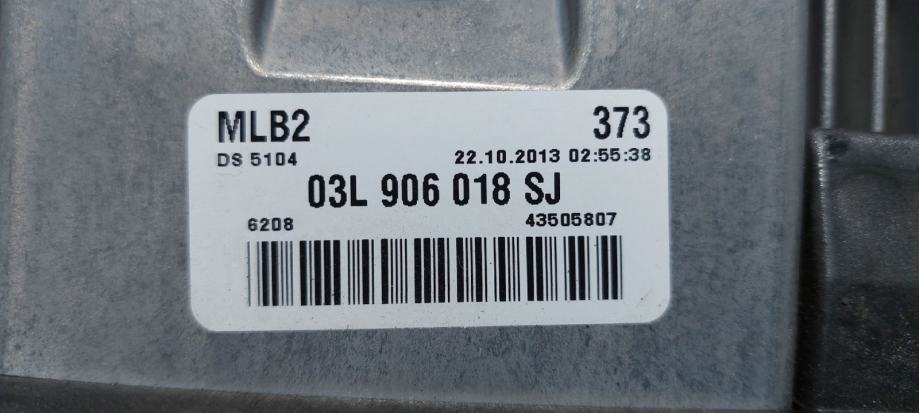 MLB2 373
DS 5104 22.10.2013 02:55:38
03L 906 018 SJ
6208 43505807